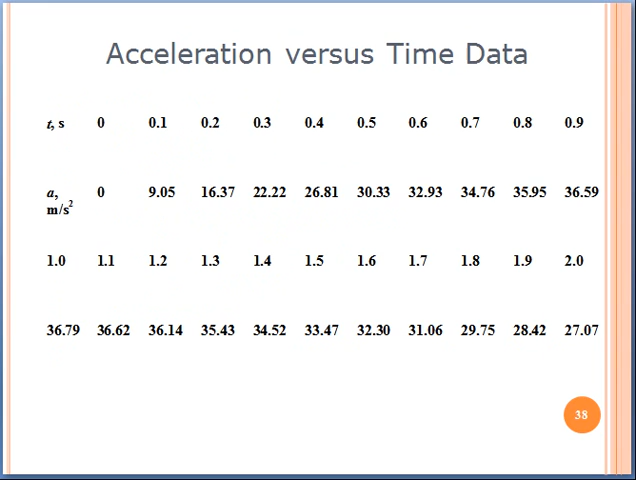 Acceleration versus Time Data
t, s 0 0.1 0.2 0.3 0.4 0.5 0.6 0.7 0.8 0.9
a, 0 9.05 16.37 22.22 26.81 30.33 32.93 34.76 35.95 36.59
m/s²
1.0 1.1 1.2 1.3 1.4 1.5 1.6 1.7 1.8 1.9 2.0
36.79 36.62 36.14 35.43 34.52 33.47 32.30 31.06 29.75 28.42 27.07
38